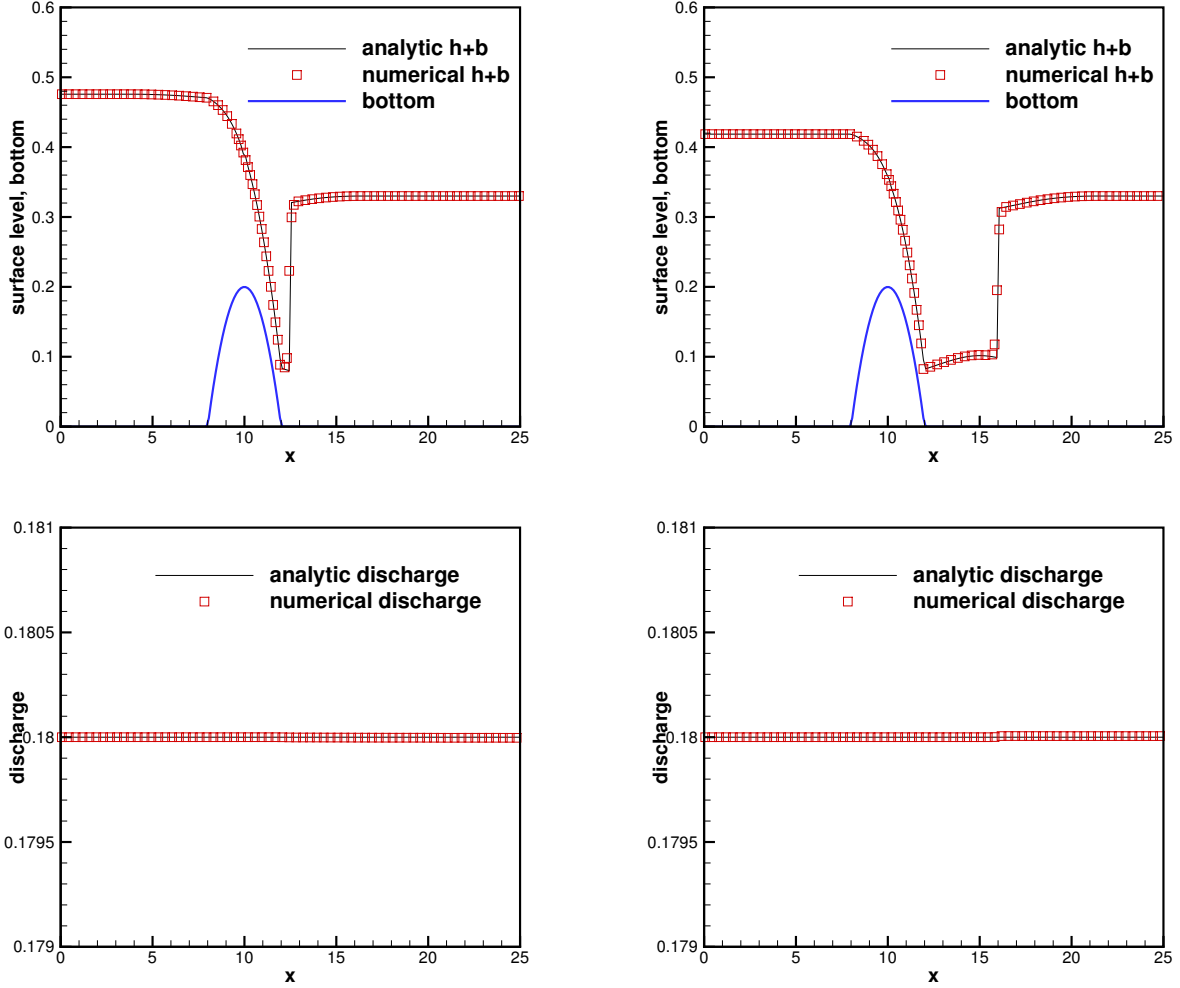 0.6
0.5
0.4
0.3
0.2
0.1
0
surface level, bottom
analytic h+b
numerical h+b
bottom
0 5 10 15 20 25
x
0.6
0.5
0.4
0.3
0.2
0.1
0
surface level, bottom
analytic h+b
numerical h+b
bottom
0 5 10 15 20 25
x
0.181
0.1805
0.18
0.1795
0.179
discharge
analytic discharge
numerical discharge
0 5 10 15 20 25
x
0.181
0.1805
0.18
0.1795
0.179
discharge
analytic discharge
numerical discharge
0 5 10 15 20 25
x